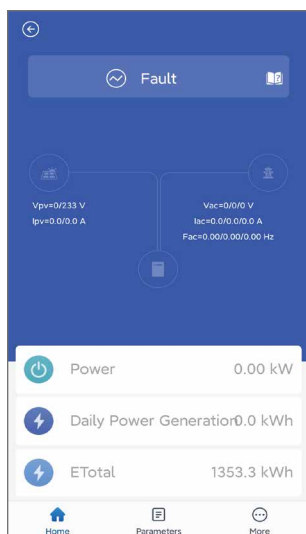 Fault
Vpv=0/233 V
Ipv=0.0/0.0 A
Vac=0/0/0 V
Iac=0.0/0.0/0.0 A
Fac=0.00/0.00/0.00 Hz
Power 0.00 kW
Daily Power Generation0.0 kWh
ETotal 1353.3 kWh
Home Parameters More